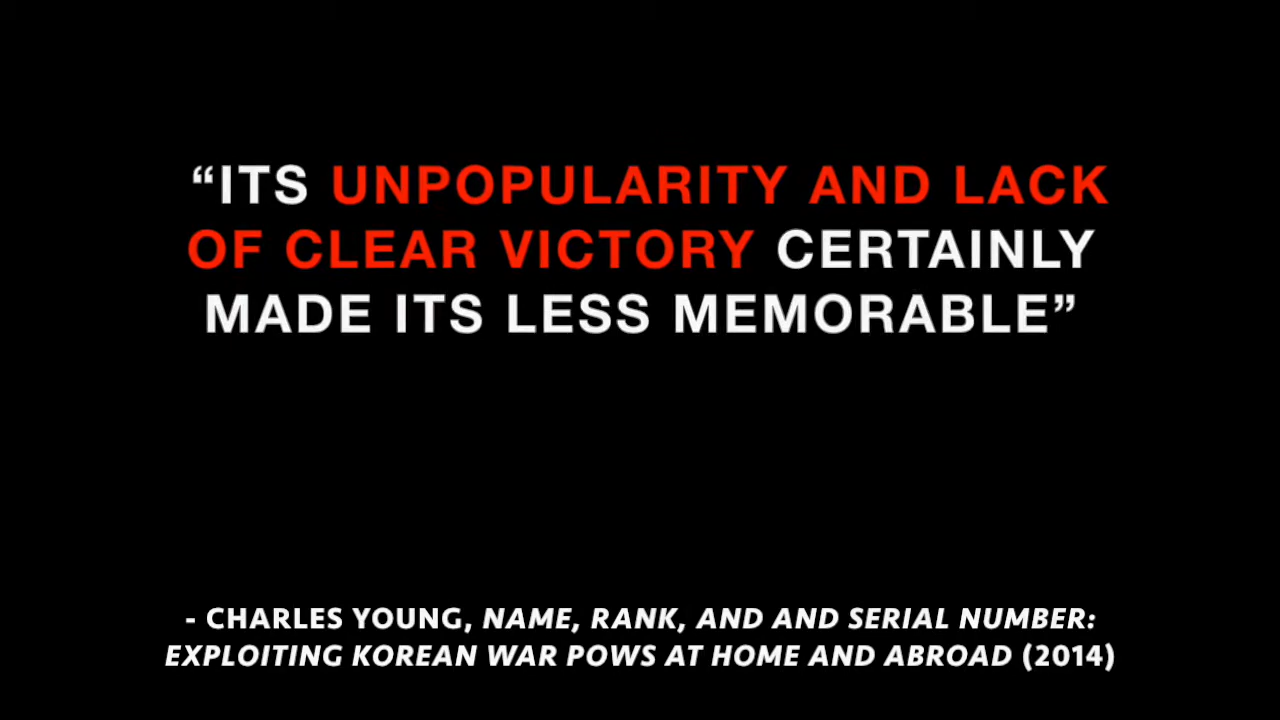 “ITS UNPOPULARITY AND LACK
OF CLEAR VICTORY CERTAINLY
MADE ITS LESS MEMORABLE”
- CHARLES YOUNG, NAME, RANK, AND AND SERIAL NUMBER:
EXPLOITING KOREAN WAR POWS AT HOME AND ABROAD (2014)